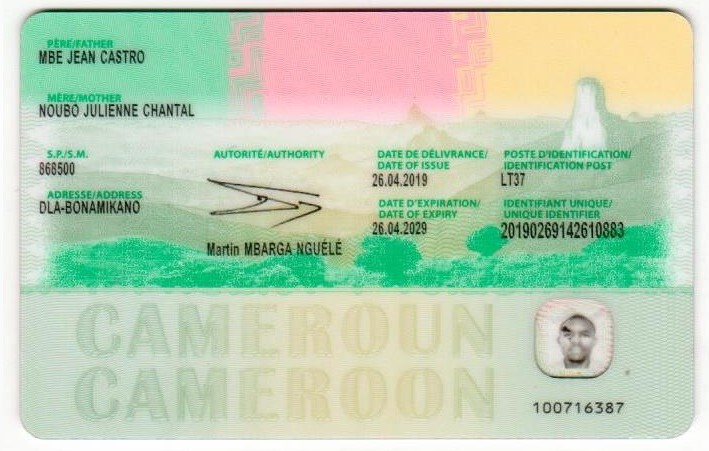 PÈRE/FATHER
MBE JEAN CASTRO
MÈRE/MOTHER
NOUBO JULIENNE CHANTAL
S.P./S.M.
868500
ADRESSE/ADDRESS
DLA-BONAMIKANO
AUTORITÉ/AUTHORITY
Martin MBARGA NGUÉLÉ
DATE DE DÉLIVRANCE/
DATE OF ISSUE
26.04.2019
DATE D'EXPIRATION/
DATE OF EXPIRY
26.04.2029
POSTE D'IDENTIFICATION/
IDENTIFICATION POST
LT37
IDENTIFIANT UNIQUE/
UNIQUE IDENTIFIER
20190269142610883
CAMEROUN
CAMEROON
100716387